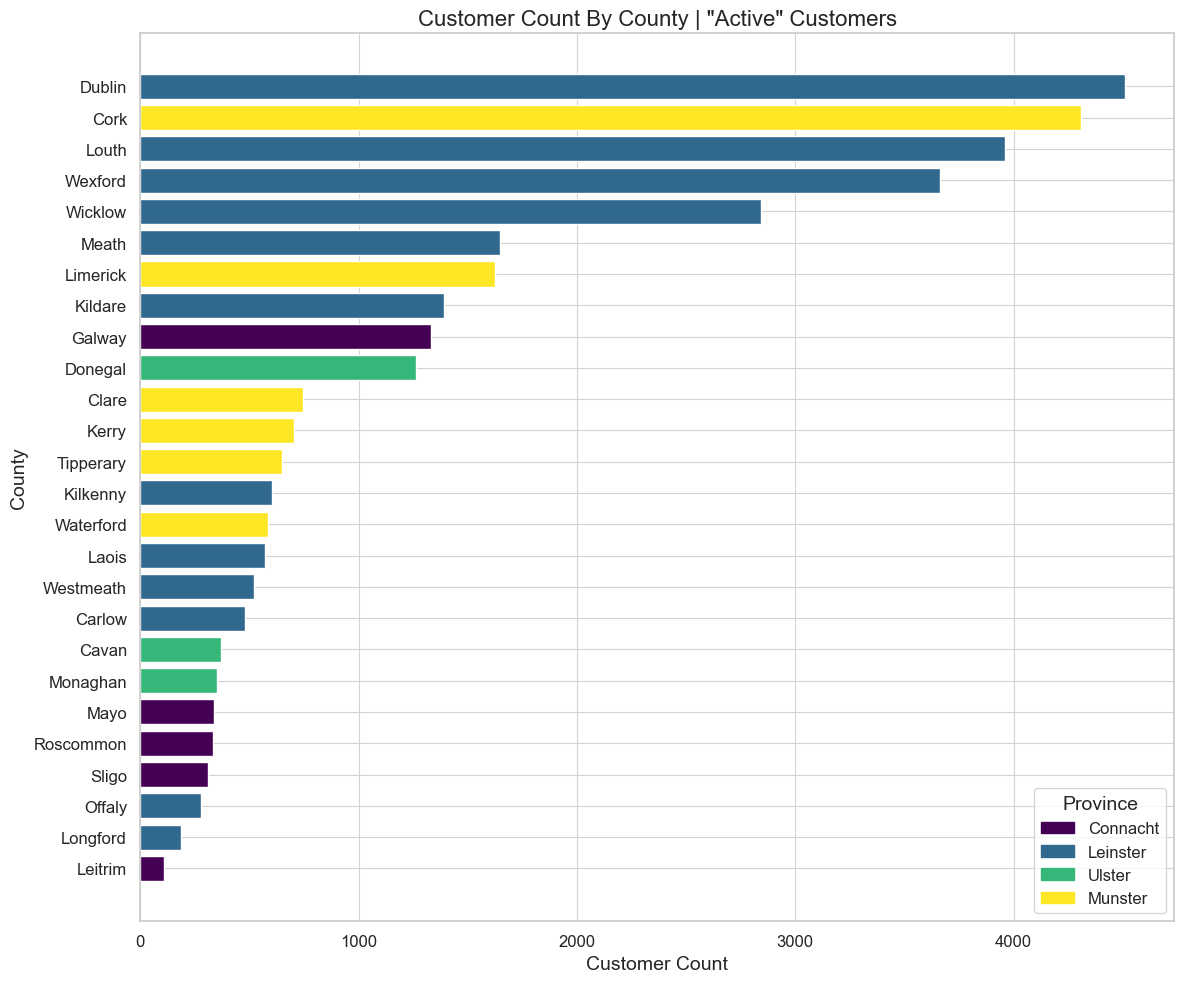 Customer Count By County | "Active" Customers
County
Dublin
Cork
Louth
Wexford
Wicklow
Meath
Limerick
Kildare
Galway
Donegal
Clare
Kerry
Tipperary
Kilkenny
Waterford
Laois
Westmeath
Carlow
Cavan
Monaghan
Mayo
Roscommon
Sligo
Offaly
Longford
Leitrim
Province
Connacht
Leinster
Ulster
Munster
0 1000 2000 3000 4000
Customer Count